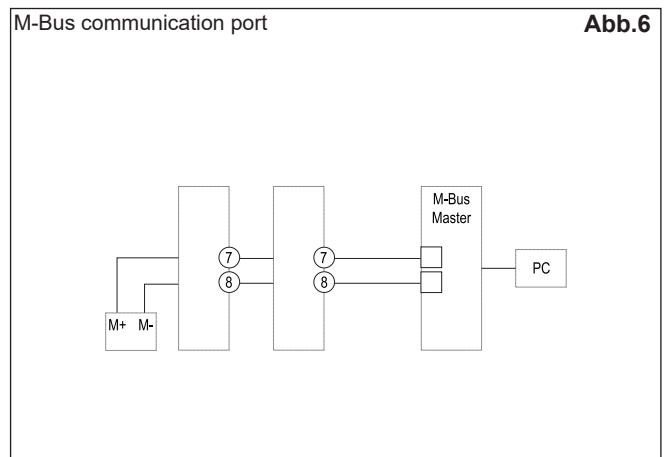 M-Bus communication port Abb.6
M-Bus
Master
7 7
8 8
PC
M+ M-